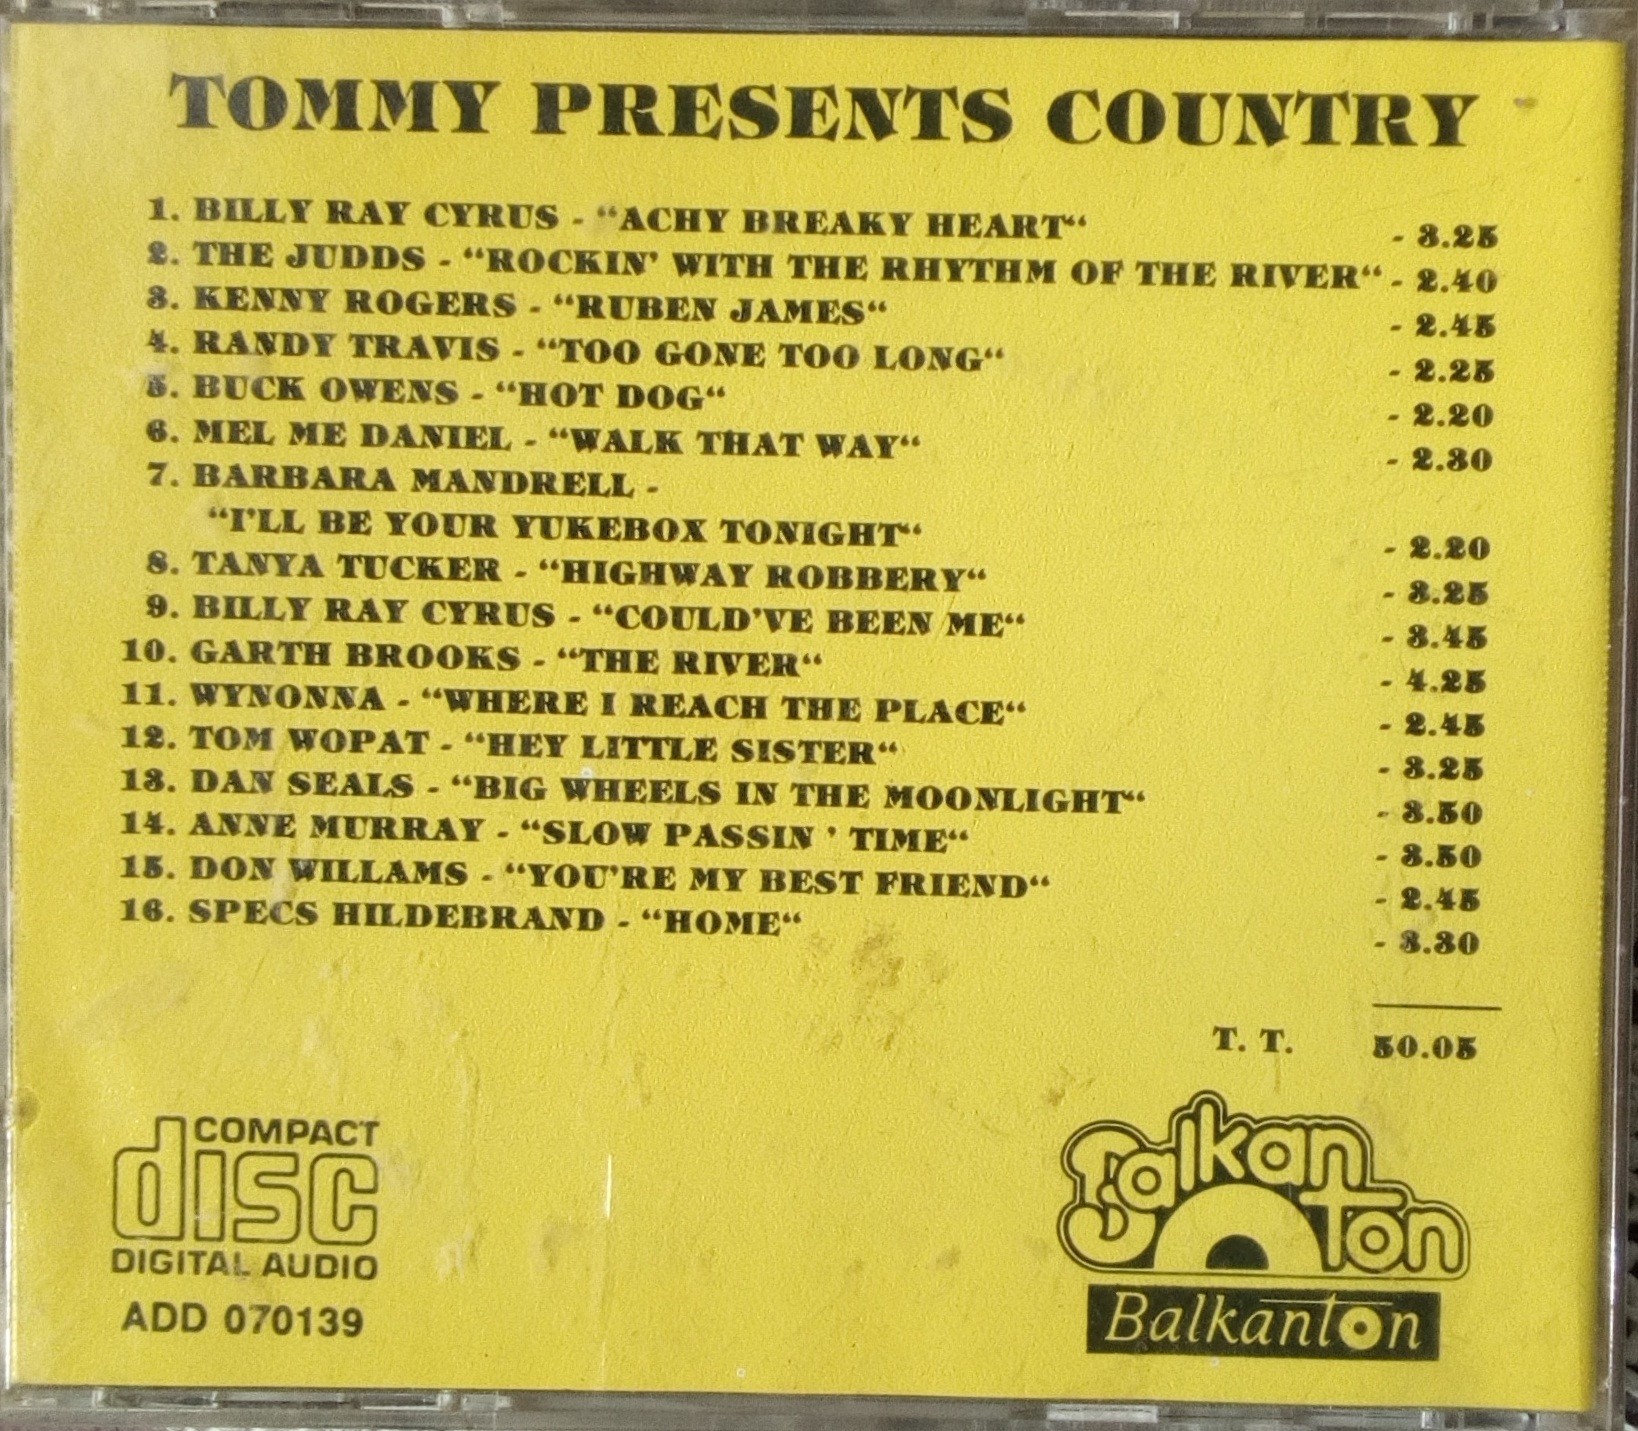 TOMMY PRESENTS COUNTRY
1. BILLY RAY CYRUS - “ACHY BREAKY HEART“ - 3.25
2. THE JUDDS - “ROCKIN' WITH THE RHYTHM OF THE RIVER“ - 2.40
3. KENNY ROGERS - “RUBEN JAMES“ - 2.45
4. RANDY TRAVIS - “TOO GONE TOO LONG“ - 2.25
5. BUCK OWENS - “HOT DOG“ - 2.20
6. MEL ME DANIEL - “WALK THAT WAY“ - 2.30
7. BARBARA MANDRELL -
“I'LL BE YOUR YUKEBOX TONIGHT“ - 2.20
8. TANYA TUCKER - “HIGHWAY ROBBERY“ - 3.25
9. BILLY RAY CYRUS - “COULD'VE BEEN ME“ - 3.45
10. GARTH BROOKS - “THE RIVER“ - 4.25
11. WYNONNA - “WHERE I REACH THE PLACE“ - 2.45
12. TOM WOPAT - “HEY LITTLE SISTER“ - 3.25
13. DAN SEALS - “BIG WHEELS IN THE MOONLIGHT“ - 3.50
14. ANNE MURRAY - “SLOW PASSIN ' TIME“ - 3.50
15. DON WILLAMS - “YOU'RE MY BEST FRIEND“ - 2.45
16. SPECS HILDEBRAND - “HOME“ - 3.30
T. T. 50.05
COMPACT
disc
DIGITAL AUDIO
ADD 070139
Balkan
Ton
Balkanton